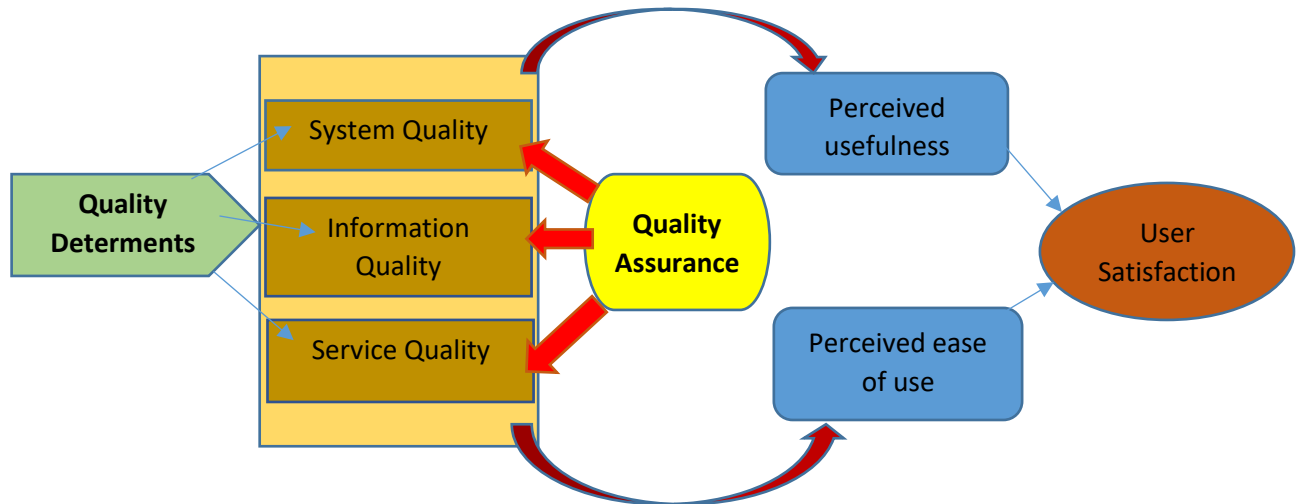 Quality
Determents
System Quality
Information
Quality
Service Quality
Quality
Assurance
Perceived
usefulness
Perceived ease
of use
User
Satisfaction